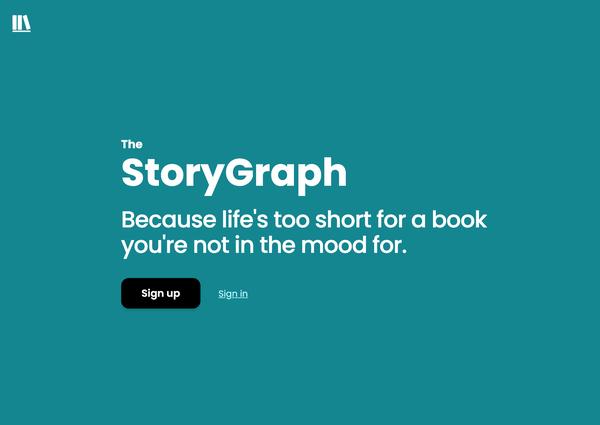 The
StoryGraph
Because life's too short for a book
you're not in the mood for.
Sign up
Sign in